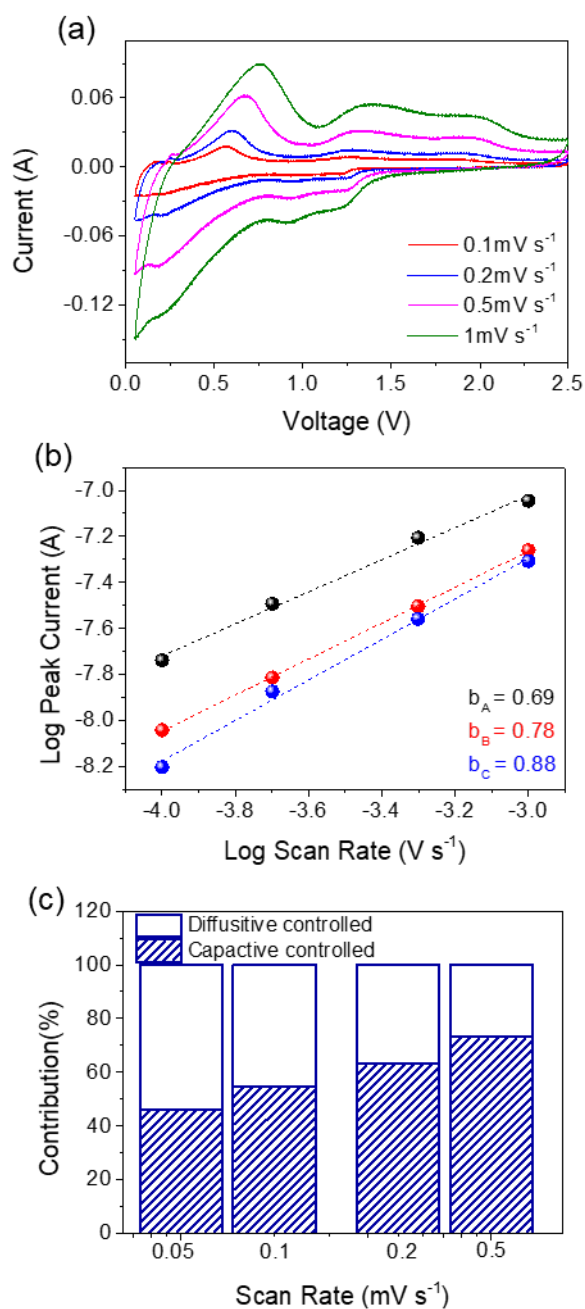 (a)
Current (A)
0.06
0.00
-0.06
-0.12
0.1mV s⁻¹
0.2mV s⁻¹
0.5mV s⁻¹
1mV s⁻¹
0.0 0.5 1.0 1.5 2.0 2.5
Voltage (V)
(b)
Log Peak Current (A)
-7.0
-7.2
-7.4
-7.6
-7.8
-8.0
-8.2
b_A = 0.69
b_B = 0.78
b_C = 0.88
-4.0 -3.8 -3.6 -3.4 -3.2 -3.0
Log Scan Rate (V s⁻¹)
(c)
Contribution(%)
120
100
80
60
40
20
0
Diffusitive controlled
Capactive controlled
0.05 0.1 0.2 0.5
Scan Rate (mV s⁻¹)